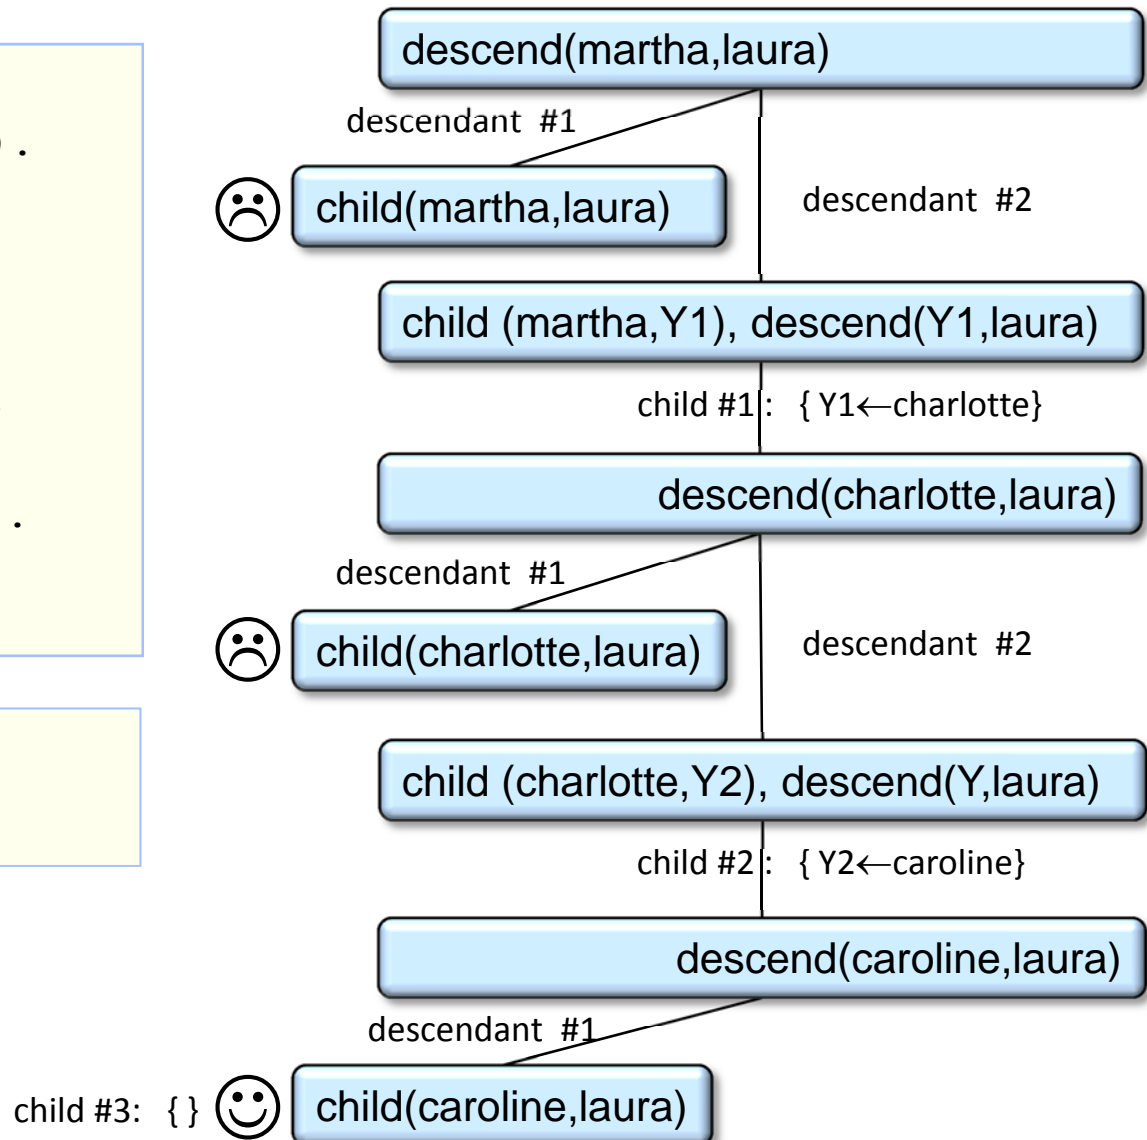 descend(martha,laura)
descendant #1
) .
child(martha,laura)
descendant #2
child (martha,Y1), descend(Y1,laura)
child #1 : { Y1←charlotte}
descend(charlotte,laura)
.
descendant #1
child(charlotte,laura)
descendant #2
child (charlotte,Y2), descend(Y,laura)
child #2 : { Y2←caroline}
descend(caroline,laura)
descendant #1
child #3: { } child(caroline,laura)